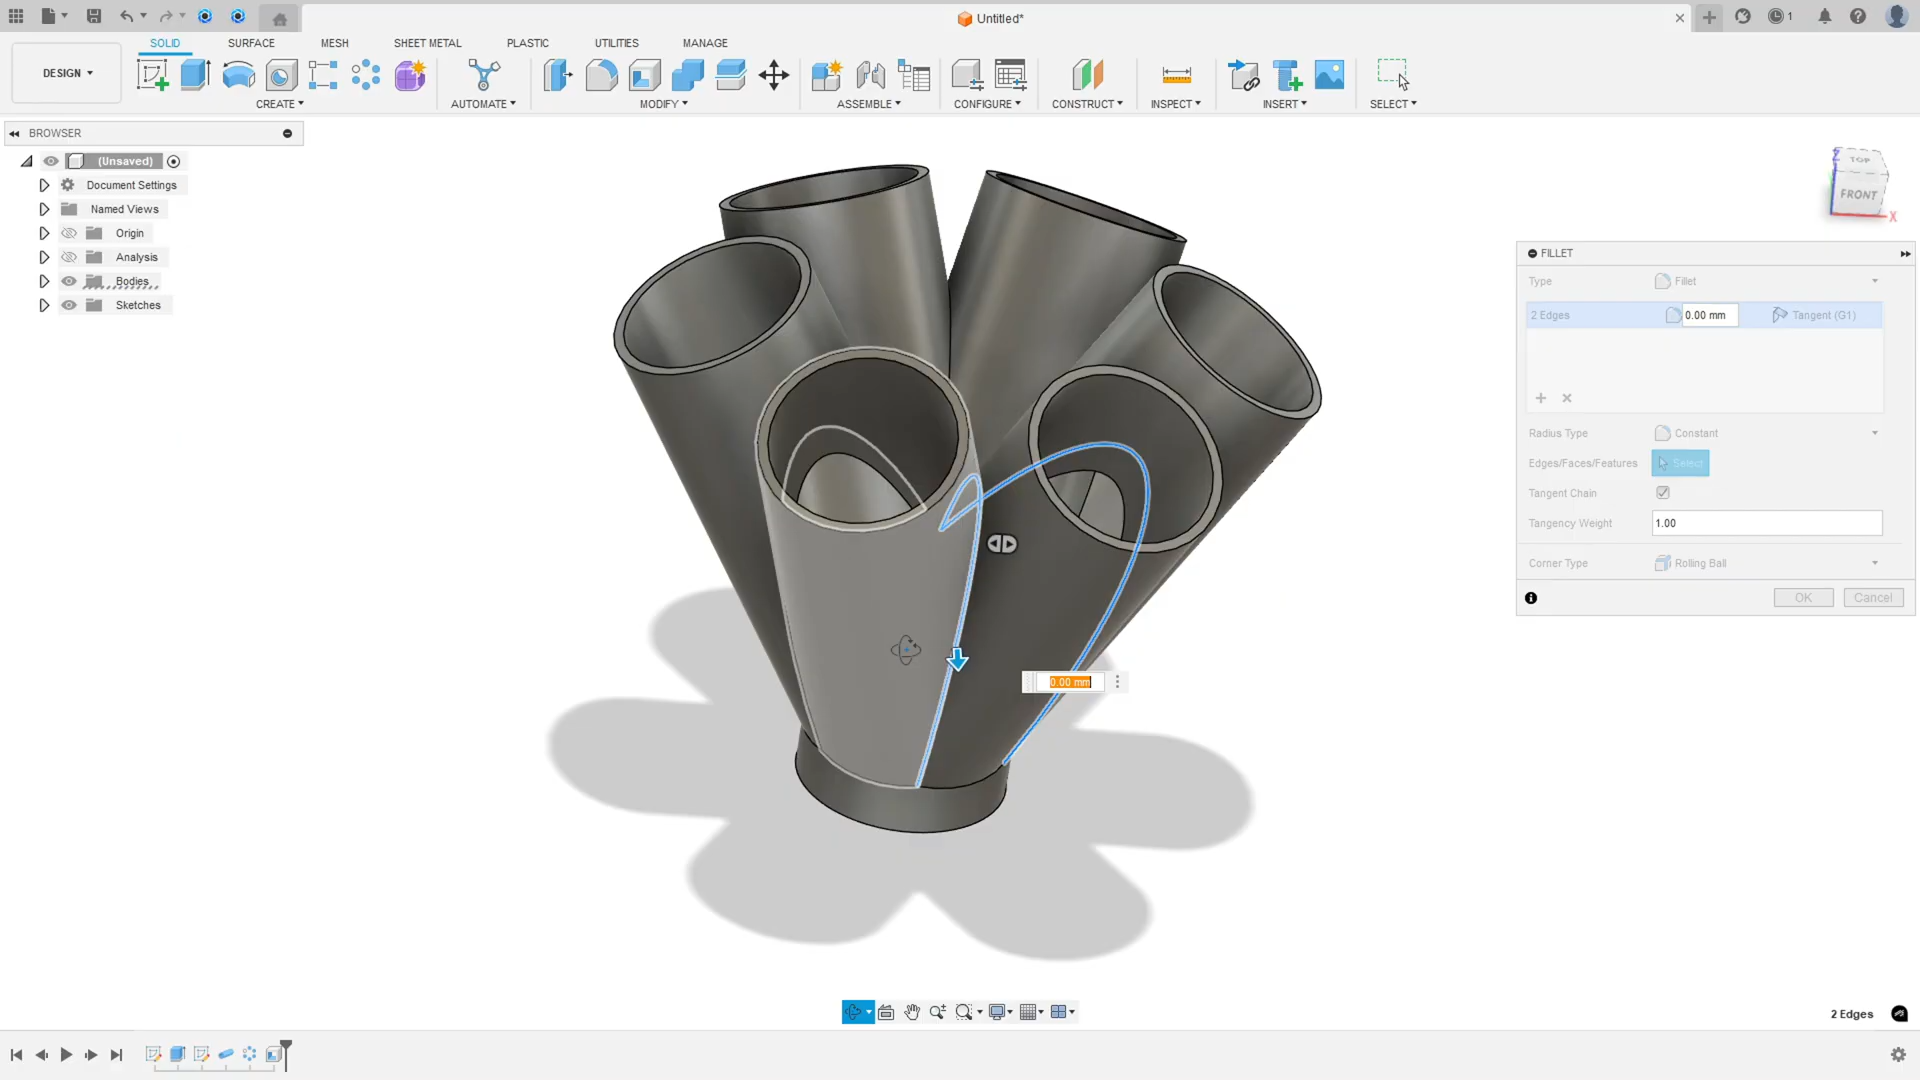 Untitled*
1
DESIGN
SOLID
SURFACE
MESH
SHEET METAL
PLASTIC
UTILITIES
MANAGE
CREATE
AUTOMATE
MODIFY
ASSEMBLE
CONFIGURE
CONSTRUCT
INSPECT
INSERT
SELECT
BROWSER
(Unsaved)
Document Settings
Named Views
Origin
Analysis
Bodies
Sketches
TOP
FRONT
Z
X
FILLET
Type Fillet
2 Edges 0.00 mm Tangent (G1)
Radius Type Constant
Edges/Faces/Features Select
Tangent Chain
Tangency Weight 1.00
Corner Type Rolling Ball
OK Cancel
0.00 mm
2 Edges